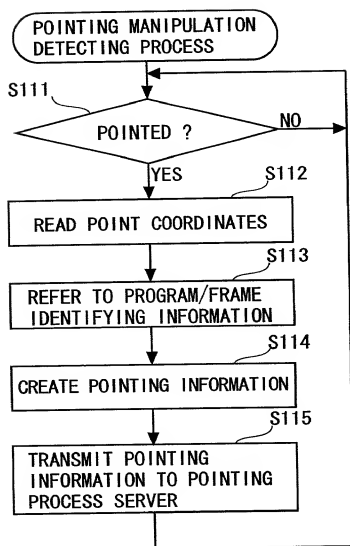 POINTING MANIPULATION
DETECTING PROCESS
S111
POINTED ?
NO
YES
S112
READ POINT COORDINATES
S113
REFER TO PROGRAM/FRAME
IDENTIFYING INFORMATION
S114
CREATE POINTING INFORMATION
S115
TRANSMIT POINTING
INFORMATION TO POINTING
PROCESS SERVER